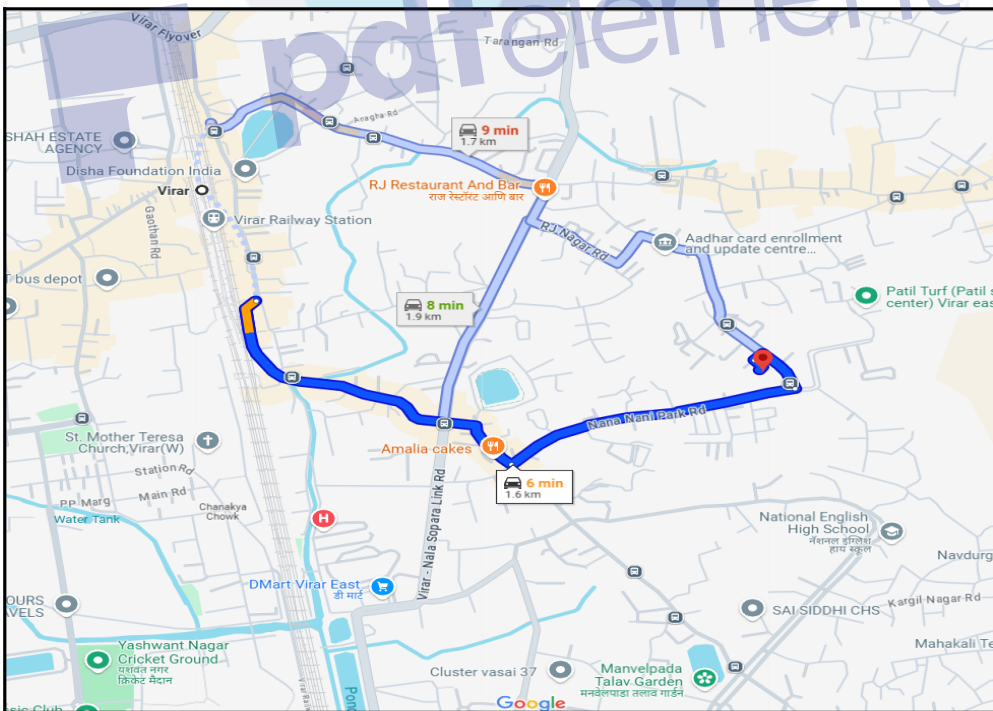 pdfelement
Virar Flyover
Tarangan Rd
Aagha Rd
SHAH ESTATE
AGENCY
9 min
1.7 km
Disha Foundation India
Virar
RJ Restaurant And Bar
राज रेस्टॉरंट आणि बार
Gaothan Rd
Virar Railway Station
RJ Nagar Rd
Aadhar card enrollment
and update centre...
T bus depot
8 min
1.9 km
Patil Turf (Patil s
center) Virar eas
Nana Nani Park Rd
Amalia cakes
St. Mother Teresa
Church,Virar(W)
Station Rd
6 min
1.6 km
Main Rd
PP Marg
Chanakya
Chowk
Water Tank
H
Virar - Nala Sopara Link Rd
National English
High School
नॅशनल इंग्लिश
हाय स्कूल
Navdurg
DMart Virar East
डी मार्ट
OURS
AVELS
SAI SIDDHI CHS
Kargil Nagar Rd
Mahakali Te
Yashwant Nagar
Cricket Ground
यशवंत नगर
क्रिकेट मैदान
Cluster vasai 37
Manvelpada
Talav Garden
मनवेलपाडा तलाव गार्डन
Google
sic Club